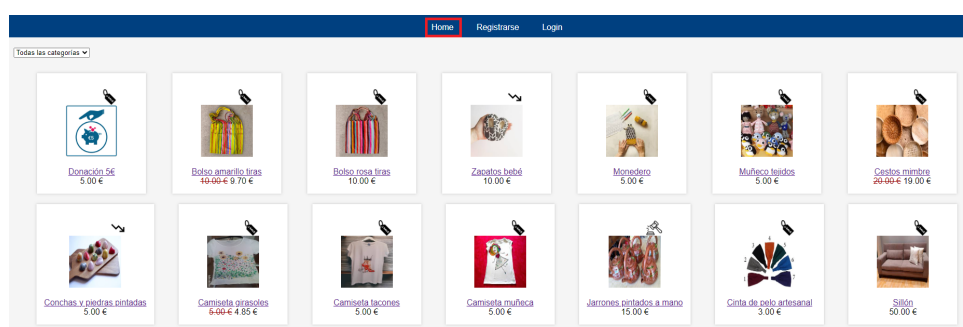 Home Registrarse Login
Todas las categorías
Donación 5€ Bolso amarillo tiras Bolso rosa tiras Zapatos bebé Monedero Muñeco tejidos Cestos mimbre
5.00 € 10.00 € 9.70 € 10.00 € 10.00 € 5.00 € 5.00 € 20.00 € 19.00 €
Conchas y piedras pintadas Camiseta girasoles Camiseta tacones Camiseta muñeca Jarrones pintados a mano Cinta de pelo artesanal Sillón
5.00 € 5.00 € 4.85 € 5.00 € 5.00 € 15.00 € 3.00 € 50.00 €